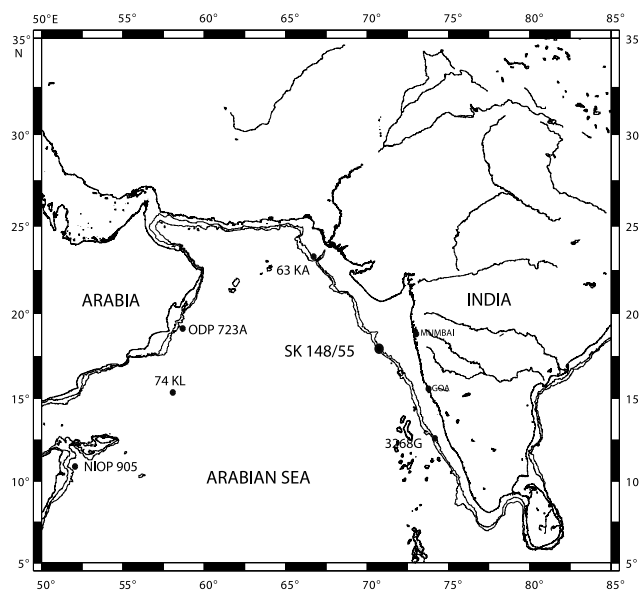 50°E 55° 60° 65° 70° 75° 80° 85°
35° 35
N
30° 30
25° 25
63 KA
ARABIA INDIA
20° 20
ODP 723A MUMBAI
SK 148/55
74 KL GOA
15° 15
3268G
NIOP 905
ARABIAN SEA
10° 10
5° 5
50° 55° 60° 65° 70° 75° 80° 85°